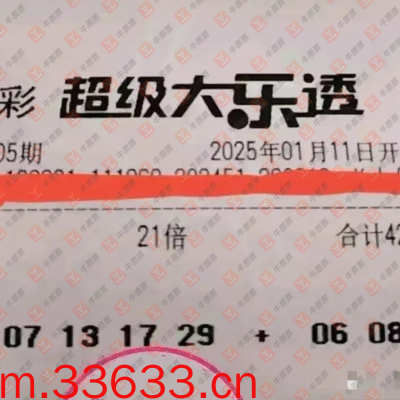 彩 超级大乐透
05期 2025年01月11日开
21倍 合计42
07 13 17 29 + 06 08
m.33633.cn